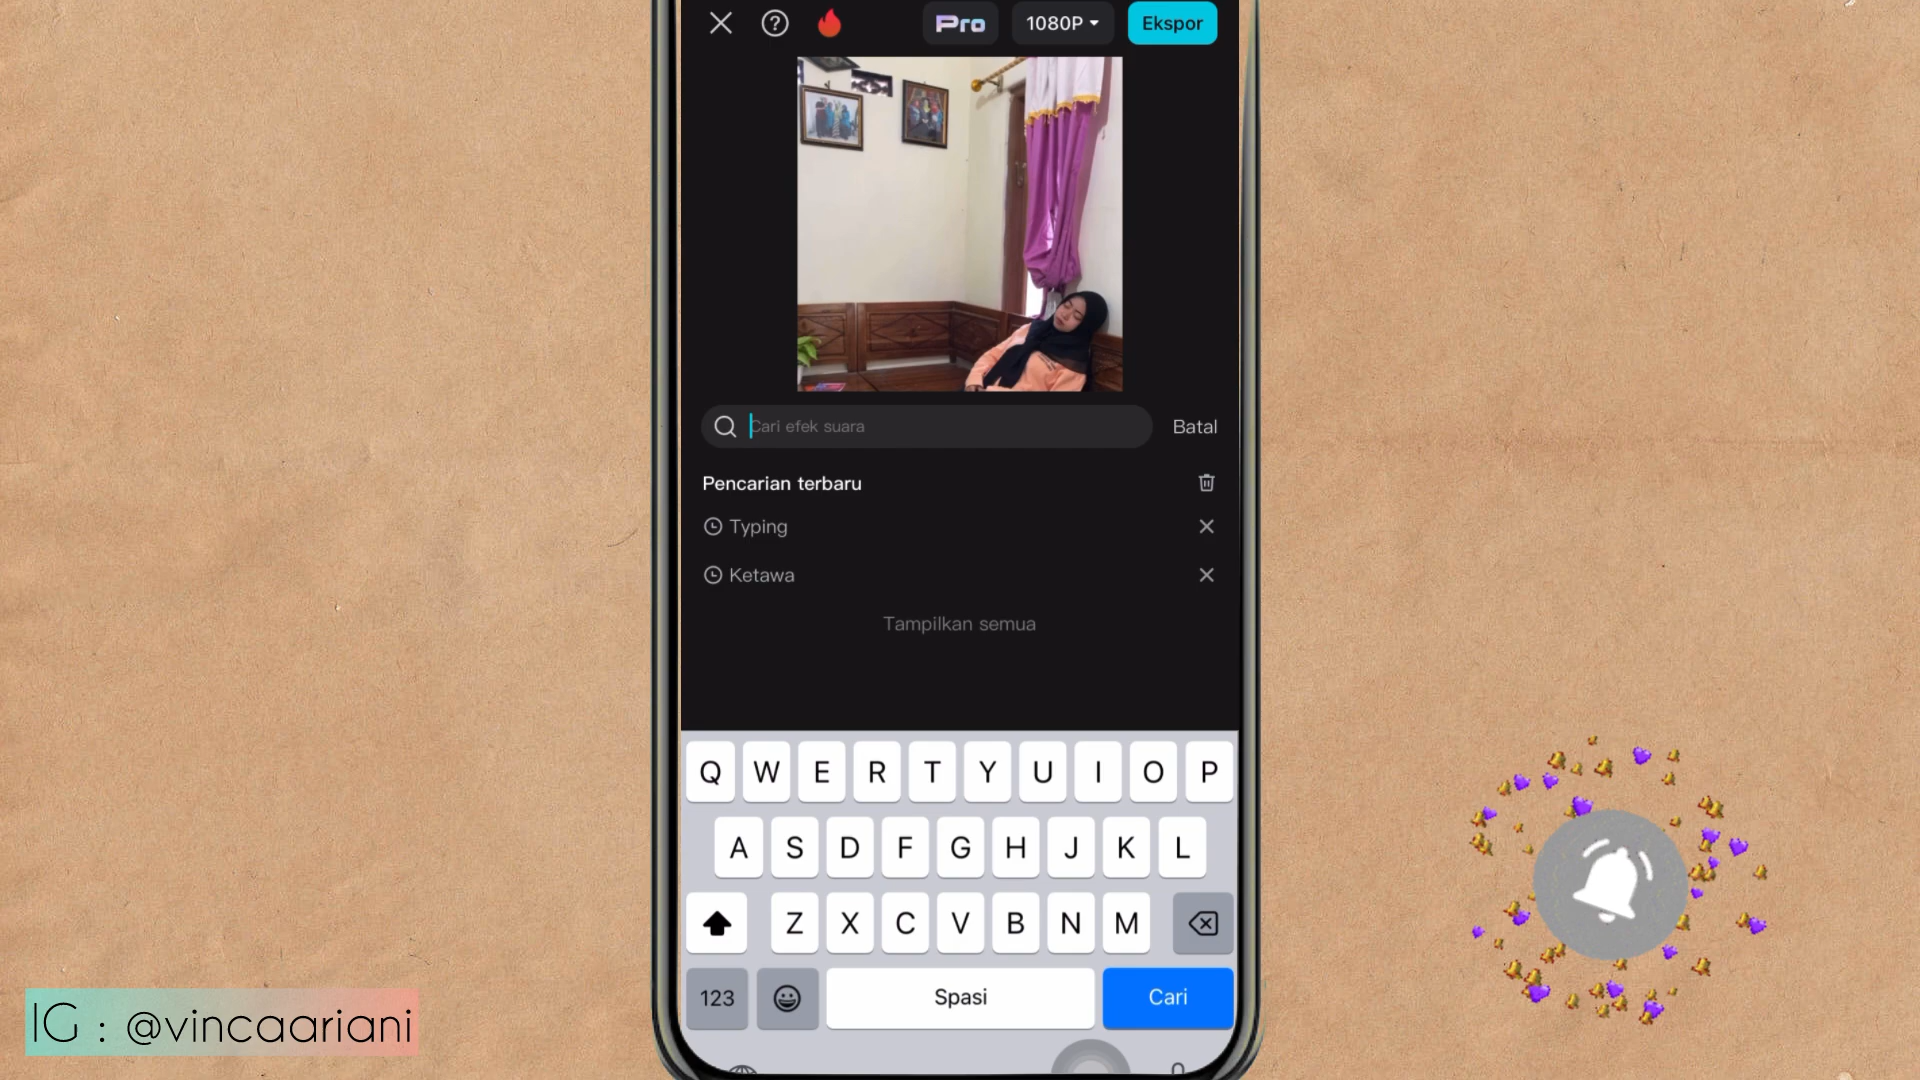 Pro
1080P
Ekspor
Cari efek suara
Batal
Pencarian terbaru
Typing
Ketawa
Tampilkan semua
Q W E R T Y U I O P
A S D F G H J K L
Z X C V B N M
123
Spasi
Cari
IG : @vincaariani